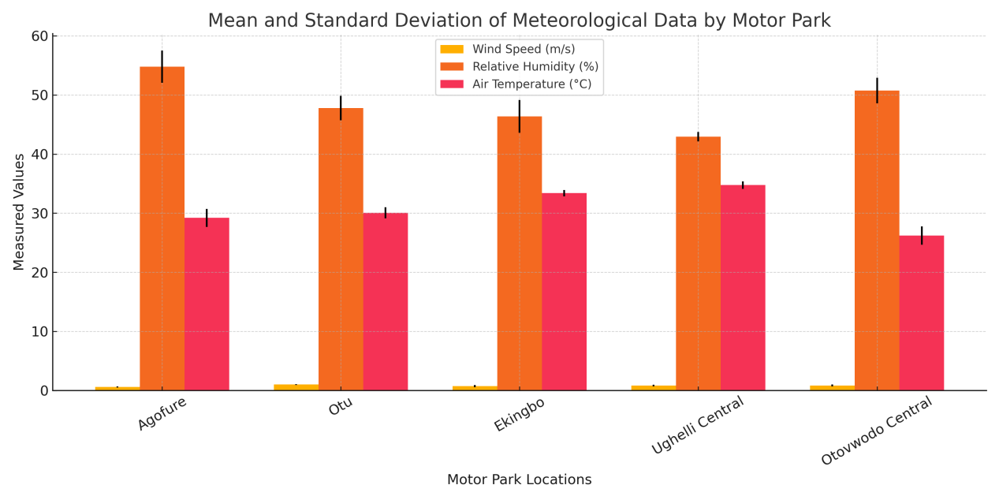 Mean and Standard Deviation of Meteorological Data by Motor Park
Wind Speed (m/s)
Relative Humidity (%)
Air Temperature (°C)
Measured Values
60
50
40
30
20
10
0
Agofure
Otu
Ekingbo
Ughelli Central
Otovwodo Central
Motor Park Locations